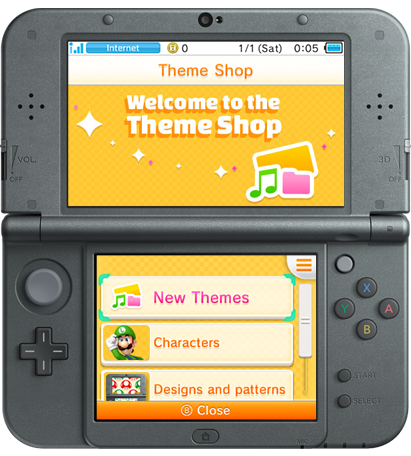 Internet 0 1/1 (Sat) 0:05
Theme Shop
Welcome to the
Theme Shop
VOL.
OFF
3D
OFF
New Themes
X
Y A
B
Characters
START
Designs and patterns
SELECT
B Close
MIC